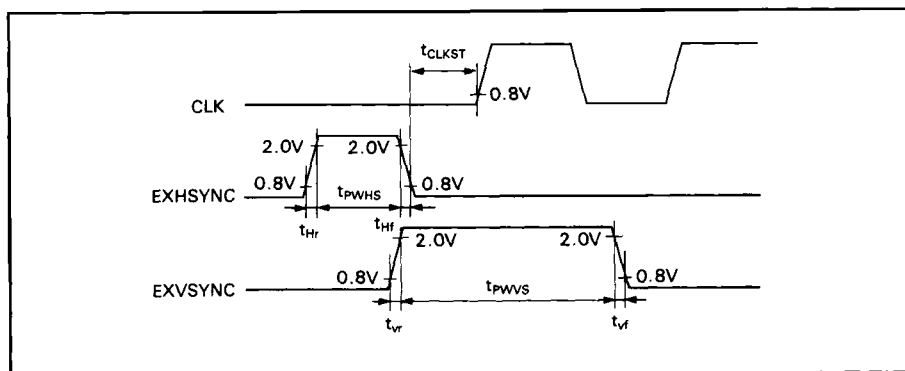 tCLKST
0.8V
CLK
2.0V 2.0V
0.8V tPWHS 0.8V
EXHSYNC
tHr tHf
2.0V 2.0V
0.8V tPWVS 0.8V
EXVSYNC
tvr tvf